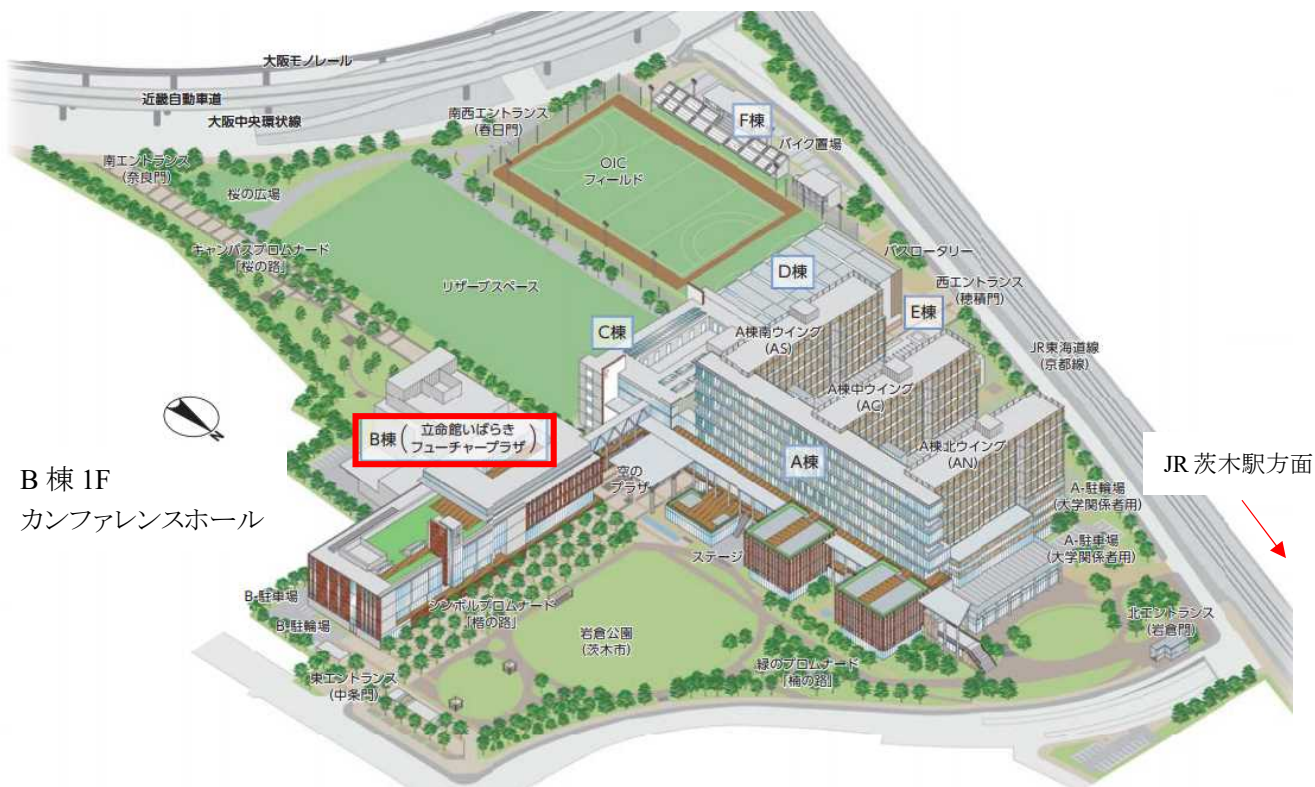 大阪モノレール
近畿自動車道
大阪中央環状線
南西エントランス
(春日門)
F棟
バイク置場
南エントランス
(奈良門)
桜の広場
OIC
フィールド
キャンパスプロムナード
「桜の路」
リザーブスペース
バスロータリー
D棟
西エントランス
(穂積門)
E棟
C棟
A棟南ウイング
(AS)
JR東海道線
(京都線)
A棟中ウイング
(AC)
B棟(立命館いばらき
フューチャープラザ)
A棟北ウイング
(AN)
A棟
JR 茨木駅方面
空の
プラザ
B 棟 1F
カンファレンスホール
A-駐輪場
(大学関係者用)
ステージ
A-駐車場
(大学関係者用)
B-駐車場
シンボルプロムナード
「楷の路」
B-駐輪場
岩倉公園
(茨木市)
北エントランス
(岩倉門)
緑のプロムナード
「楠の路」
東エントランス
(中条門)
N